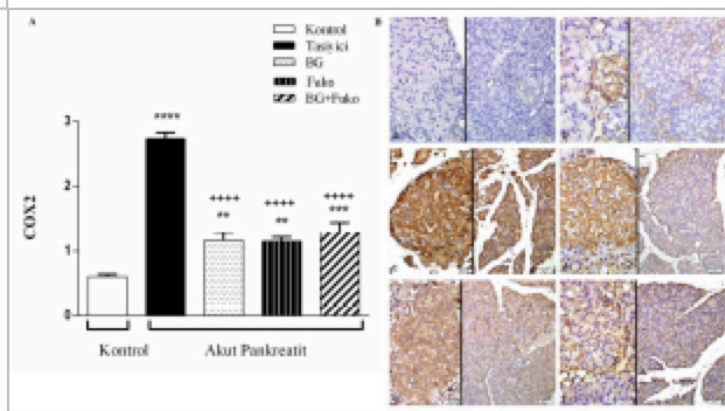 A
B
Kontrol
Taşıyıcı
BG
Fuko
BG+Fuko
COX2
3
2
1
0
****
++++
**
++++
**
++++
***
Kontrol
Akut Pankreatit